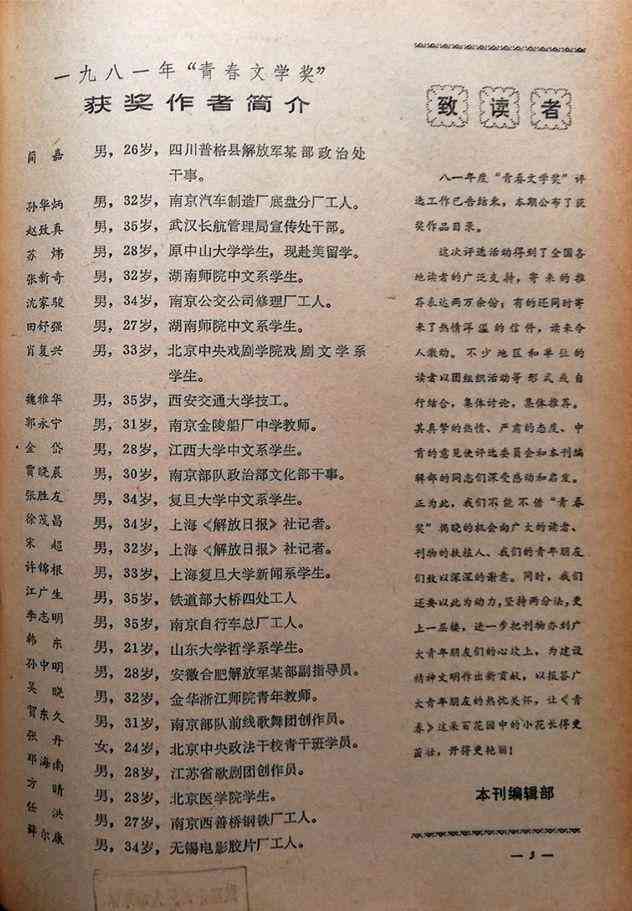 一九八一年“青春文学奖”
获奖作者简介
简 嘉 男，26岁，四川普格县解放军某部政治处
干事。
孙华炳 男，32岁，南京汽车制造厂底盘分厂工人。
赵致真 男，35岁，武汉长航管理局宣传处干部。
苏 炜 男，28岁，原中山大学学生，现赴美留学。
张新奇 男，32岁，湖南师院中文系学生。
沈家骏 男，34岁，南京公交公司修理厂工人。
田舒强 男，27岁，湖南师院中文系学生。
肖复兴 男，33岁，北京中央戏剧学院戏剧文学系
学生。
魏雅华 男，35岁，西安交通大学技工。
郭永宁 男，31岁，南京金陵船厂中学教师。
金 岱 男，28岁，江西大学中文系学生。
贾晓晨 男，30岁，南京部队政治部文化部干事。
张胜友 男，34岁，复旦大学中文系学生。
徐茂昌 男，34岁，上海《解放日报》社记者。
宋 超 男，32岁，上海《解放日报》社记者。
许锦根 男，33岁，上海复旦大学新闻系学生。
江广生 男，35岁，铁道部大桥四处工人
李志明 男，35岁，南京自行车总厂工人。
韩 东 男，21岁，山东大学哲学系学生。
孙中明 男，28岁，安徽合肥解放军某部副指导员。
吴 晓 男，32岁，金华浙江师院青年教师。
贺东久 男，31岁，南京部队前线歌舞团创作员。
张 丹 女，24岁，北京中央政法干校青干班学员。
邓海南 男，28岁，江苏省歌剧团创作员。
方 晴 男，23岁，北京医学院学生。
任 洪 男，27岁，南京西善桥钢铁厂工人。
薛尔康 男，34岁，无锡电影胶片厂工人。
致读者
八一年度“青春文学奖”评
选工作已告结束，本期公布了获
奖作品目录。
这次评选活动得到了全国各
地读者的广泛支持，寄来的推
荐表达两万余份；有的还同时寄
来了热情洋溢的信件，读来令
人激动。不少地区和单位的
读者以团组织活动等形式或自
行结合，集体讨论，集体推荐。
其真挚的热情、严肃的态度、中
肯的意见使评选委员会和本刊编
辑部的同志们深受感动和启发。
正为此，我们不能不借“青春
奖”揭晓的机会向广大的读者、
刊物的扶植人、我们的青年朋友
们致以深深的谢意。同时，我们
还要以此为动力，坚持两分法，更
上一层楼，进一步把刊物办到广
大青年朋友们的心坎上，为建设
精神文明作出新贡献，以报答广
大青年朋友的热忱关怀，让《青
春》这朵百花园中的小花长得更
茁壮，开得更艳丽！
本刊编辑部
— 3 —